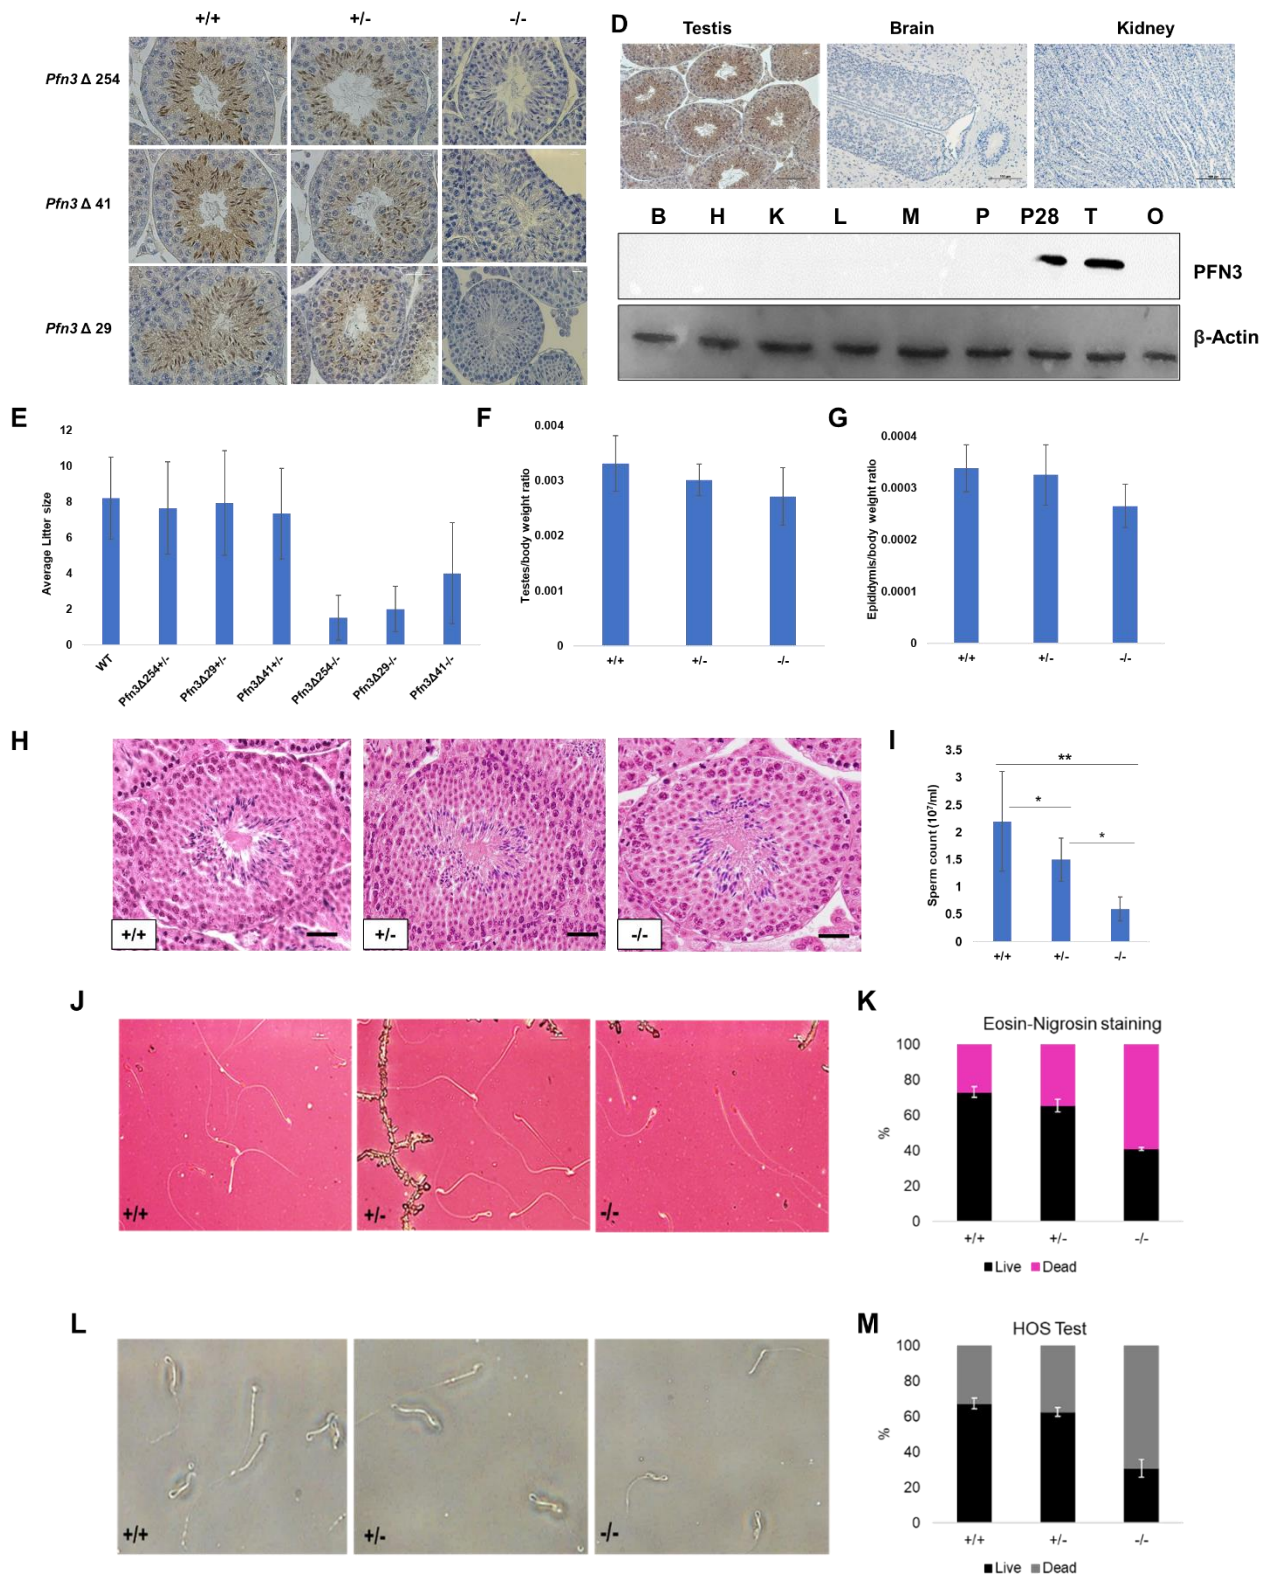 +/+ +/- -/-
Pfn3 Δ 254
Pfn3 Δ 41
Pfn3 Δ 29
D
Testis Brain Kidney
B H K L M P P28 T O
PFN3
β-Actin
E
Average Litter size
12
10
8
6
4
2
0
WT Pfn3Δ254+/- Pfn3Δ29+/- Pfn3Δ41+/- Pfn3Δ254-/- Pfn3Δ29-/- Pfn3Δ41-/-
F
Testes/body weight ratio
0.004
0.003
0.002
0.001
0
+/+ +/- -/-
G
Epididymis/body weight ratio
0.0004
0.0003
0.0002
0.0001
0
+/+ +/- -/-
H
+/+ +/- -/-
I
Sperm count (10⁷/ml)
3.5
3
2.5
2
1.5
1
0.5
0
**
*
*
+/+ +/- -/-
J
+/+ +/- -/-
K
Eosin-Nigrosin staining
%
100
80
60
40
20
0
+/+ +/- -/-
Live Dead
L
+/+ +/- -/-
M
HOS Test
%
100
80
60
40
20
0
+/+ +/- -/-
Live Dead